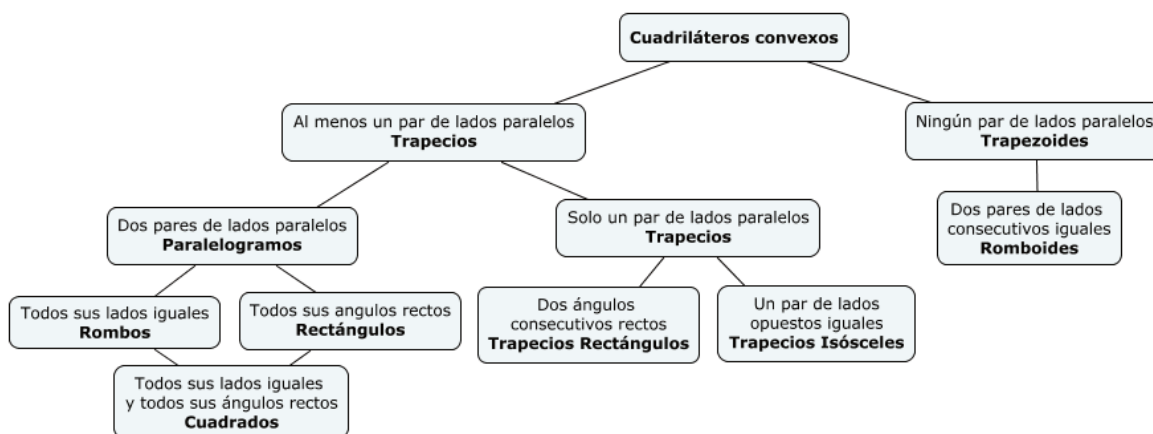 Cuadriláteros convexos
Al menos un par de lados paralelos
Trapecios
Ningún par de lados paralelos
Trapezoides
Dos pares de lados paralelos
Paralelogramos
Solo un par de lados paralelos
Trapecios
Dos pares de lados
consecutivos iguales
Romboides
Todos sus lados iguales
Rombos
Todos sus angulos rectos
Rectángulos
Dos ángulos
consecutivos rectos
Trapecios Rectángulos
Un par de lados
opuestos iguales
Trapecios Isósceles
Todos sus lados iguales
y todos sus ángulos rectos
Cuadrados